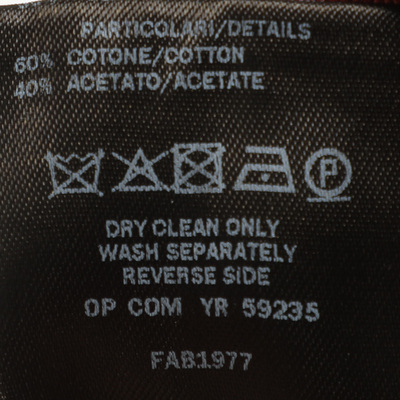 PARTICOLARI/DETAILS
60% COTONE/COTTON
40% ACETATO/ACETATE
P
DRY CLEAN ONLY
WASH SEPARATELY
REVERSE SIDE
OP COM YR 59235
FAB1977